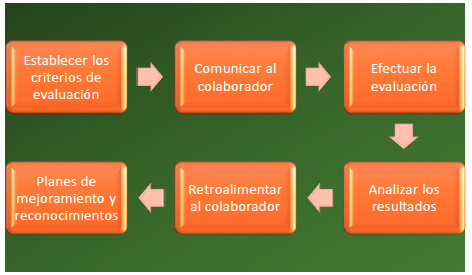 Establecer los
criterios de
evaluación
Comunicar al
colaborador
Efectuar la
evaluación
Analizar los
resultados
Retroalimentar
al colaborador
Planes de
mejoramiento y
reconocimientos